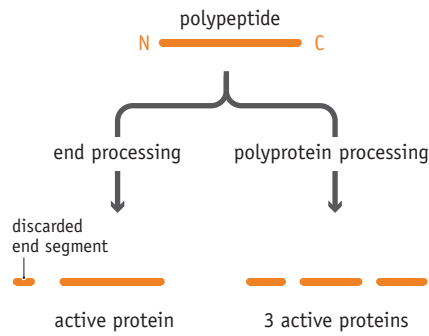 polypeptide
N C
end processing
polyprotein processing
discarded
end segment
active protein
3 active proteins